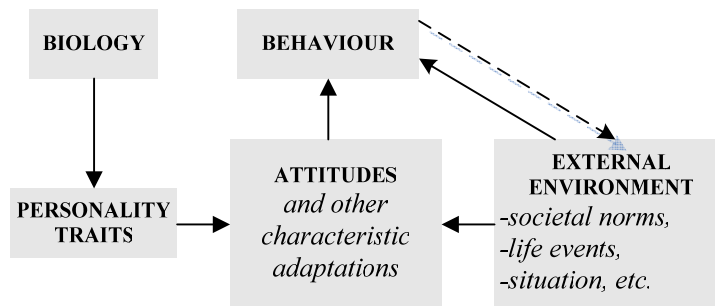 BIOLOGY
BEHAVIOUR
PERSONALITY
TRAITS
ATTITUDES
and other
characteristic
adaptations
EXTERNAL
ENVIRONMENT
-societal norms,
-life events,
-situation, etc.